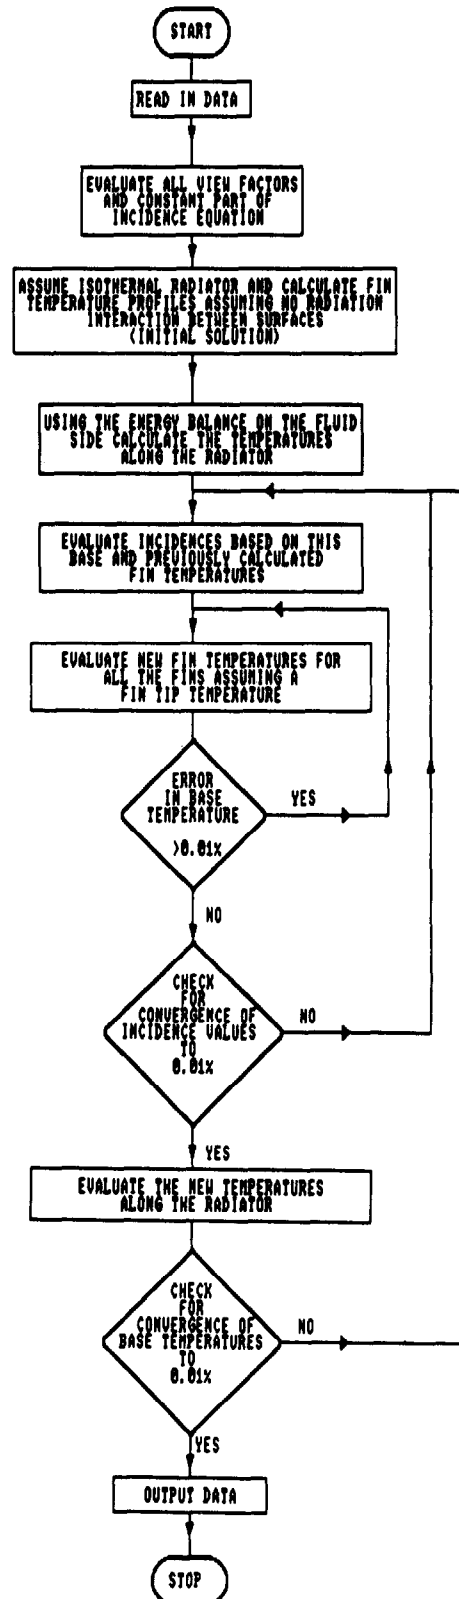 START
READ IN DATA
EVALUATE ALL VIEW FACTORS
AND CONSTANT PART OF
INCIDENCE EQUATION
ASSUME ISOTHERMAL RADIATOR AND CALCULATE FIN
TEMPERATURE PROFILES ASSUMING NO RADIATION
INTERACTION BETWEEN SURFACES
(INITIAL SOLUTION)
USING THE ENERGY BALANCE ON THE FLUID
SIDE CALCULATE THE TEMPERATURES
ALONG THE RADIATOR
EVALUATE INCIDENCES BASED ON THIS
BASE AND PREVIOUSLY CALCULATED
FIN TEMPERATURES
EVALUATE NEW FIN TEMPERATURES FOR
ALL THE FINS ASSUMING A
FIN TIP TEMPERATURE
ERROR
IN BASE
TEMPERATURE
>0.01%
YES
NO
CHECK
FOR
CONVERGENCE OF
INCIDENCE VALUES
TO
0.01%
NO
YES
EVALUATE THE NEW TEMPERATURES
ALONG THE RADIATOR
CHECK
FOR
CONVERGENCE OF
BASE TEMPERATURES
TO
0.01%
NO
YES
OUTPUT DATA
STOP